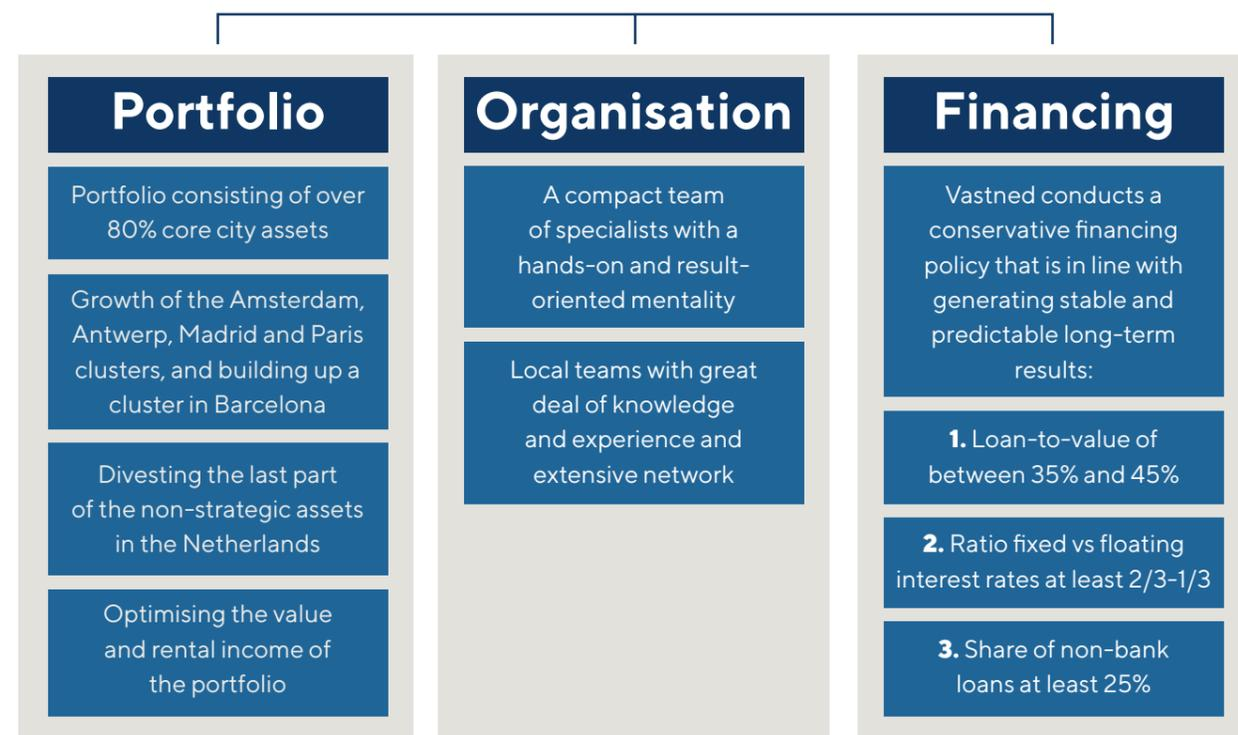 Portfolio
Portfolio consisting of over
80% core city assets
Growth of the Amsterdam,
Antwerp, Madrid and Paris
clusters, and building up a
cluster in Barcelona
Divesting the last part
of the non-strategic assets
in the Netherlands
Optimising the value
and rental income of
the portfolio
Organisation
A compact team
of specialists with a
hands-on and result-
oriented mentality
Local teams with great
deal of knowledge
and experience and
extensive network
Financing
Vastned conducts a
conservative financing
policy that is in line with
generating stable and
predictable long-term
results:
1. Loan-to-value of
between 35% and 45%
2. Ratio fixed vs floating
interest rates at least 2/3-1/3
3. Share of non-bank
loans at least 25%